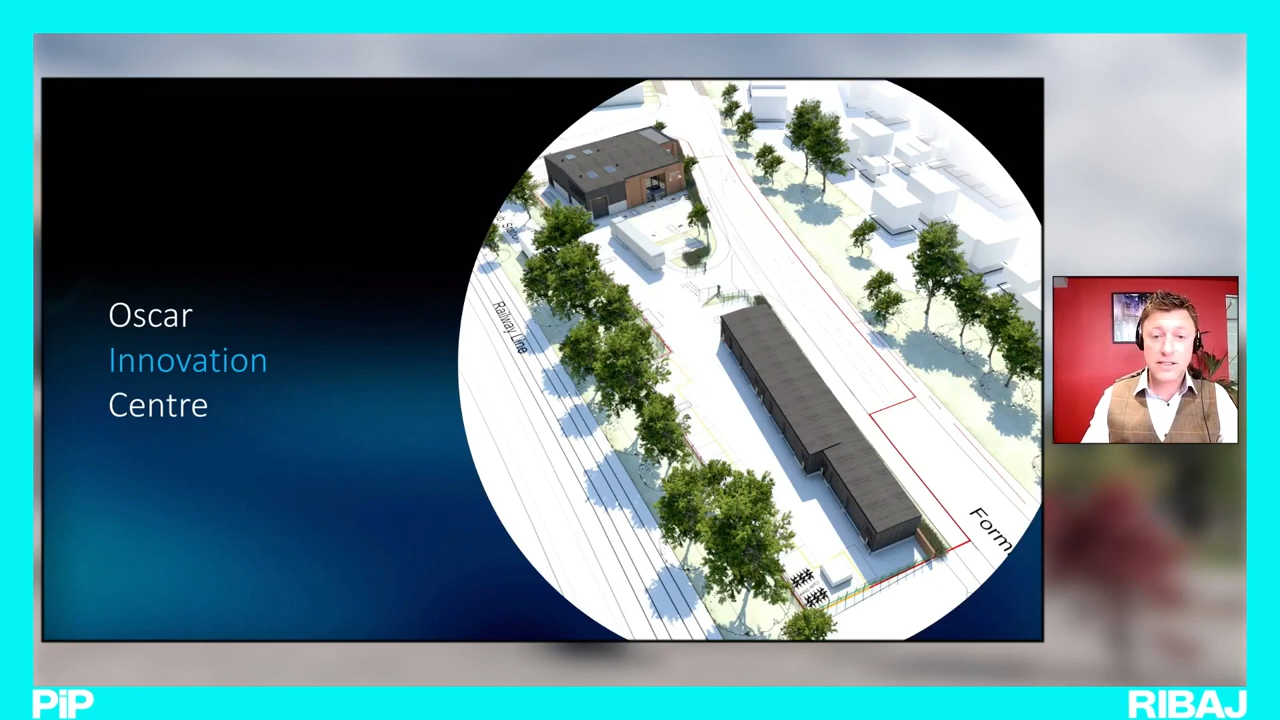 Oscar
Innovation
Centre
Railway Line
Form
PiP
RIBAJ